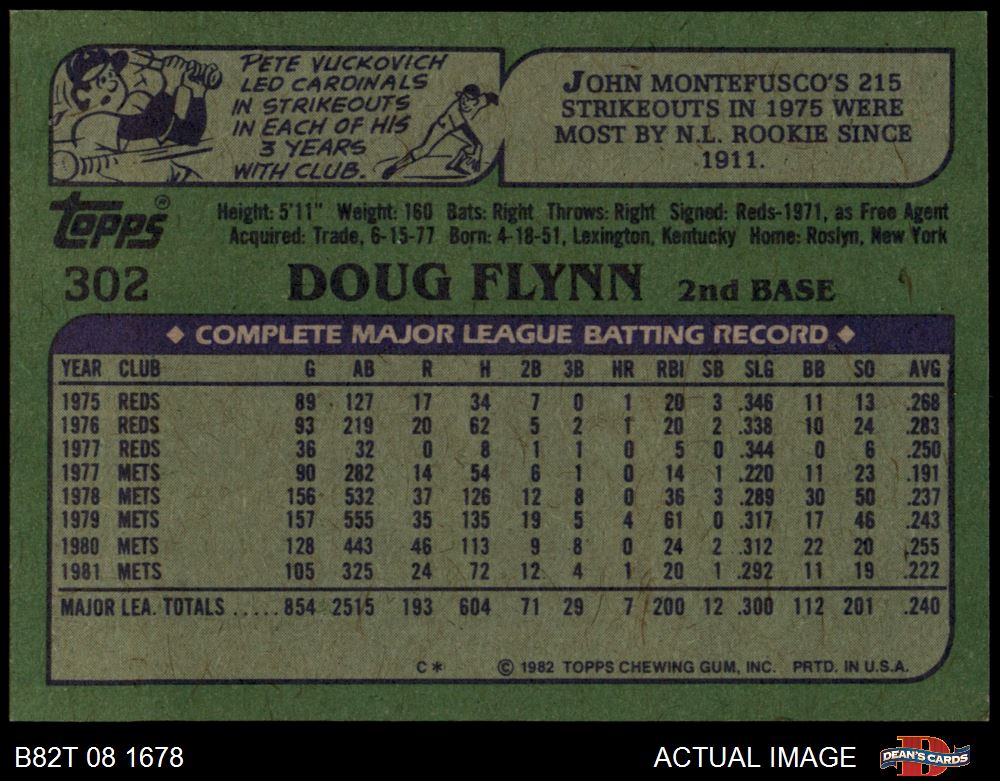 PETE VUCKOVICH
LED CARDINALS
IN STRIKEOUTS
IN EACH OF HIS
3 YEARS
WITH CLUB.
JOHN MONTEFUSCO'S 215
STRIKEOUTS IN 1975 WERE
MOST BY N.L. ROOKIE SINCE
1911.
TOPPS®
Height: 5'11" Weight: 160 Bats: Right Throws: Right Signed: Reds-1971, as Free Agent
Acquired: Trade, 6-15-77 Born: 4-18-51, Lexington, Kentucky Home: Roslyn, New York
302 DOUG FLYNN 2nd BASE
◆ COMPLETE MAJOR LEAGUE BATTING RECORD ◆
YEAR CLUB G AB R H 2B 3B HR RBI SB SLG BB SO AVG
1975 REDS 89 127 17 34 7 0 1 20 3 .346 11 13 .268
1976 REDS 93 219 20 62 5 2 1 20 2 .338 10 24 .283
1977 REDS 36 32 0 8 1 1 0 5 0 .344 0 6 .250
1977 METS 90 282 14 54 6 1 0 14 1 .220 11 23 .191
1978 METS 156 532 37 126 12 8 0 36 3 .289 30 50 .237
1979 METS 157 555 35 135 19 5 4 61 0 .317 17 46 .243
1980 METS 128 443 46 113 9 8 0 24 2 .312 22 20 .255
1981 METS 105 325 24 72 12 4 1 20 1 .292 11 19 .222
MAJOR LEA. TOTALS .....854 2515 193 604 71 29 7 200 12 .300 112 201 .240
C* © 1982 TOPPS CHEWING GUM, INC. PRTD. IN U.S.A.
B82T 08 1678 ACTUAL IMAGE DEAN'S CARDS